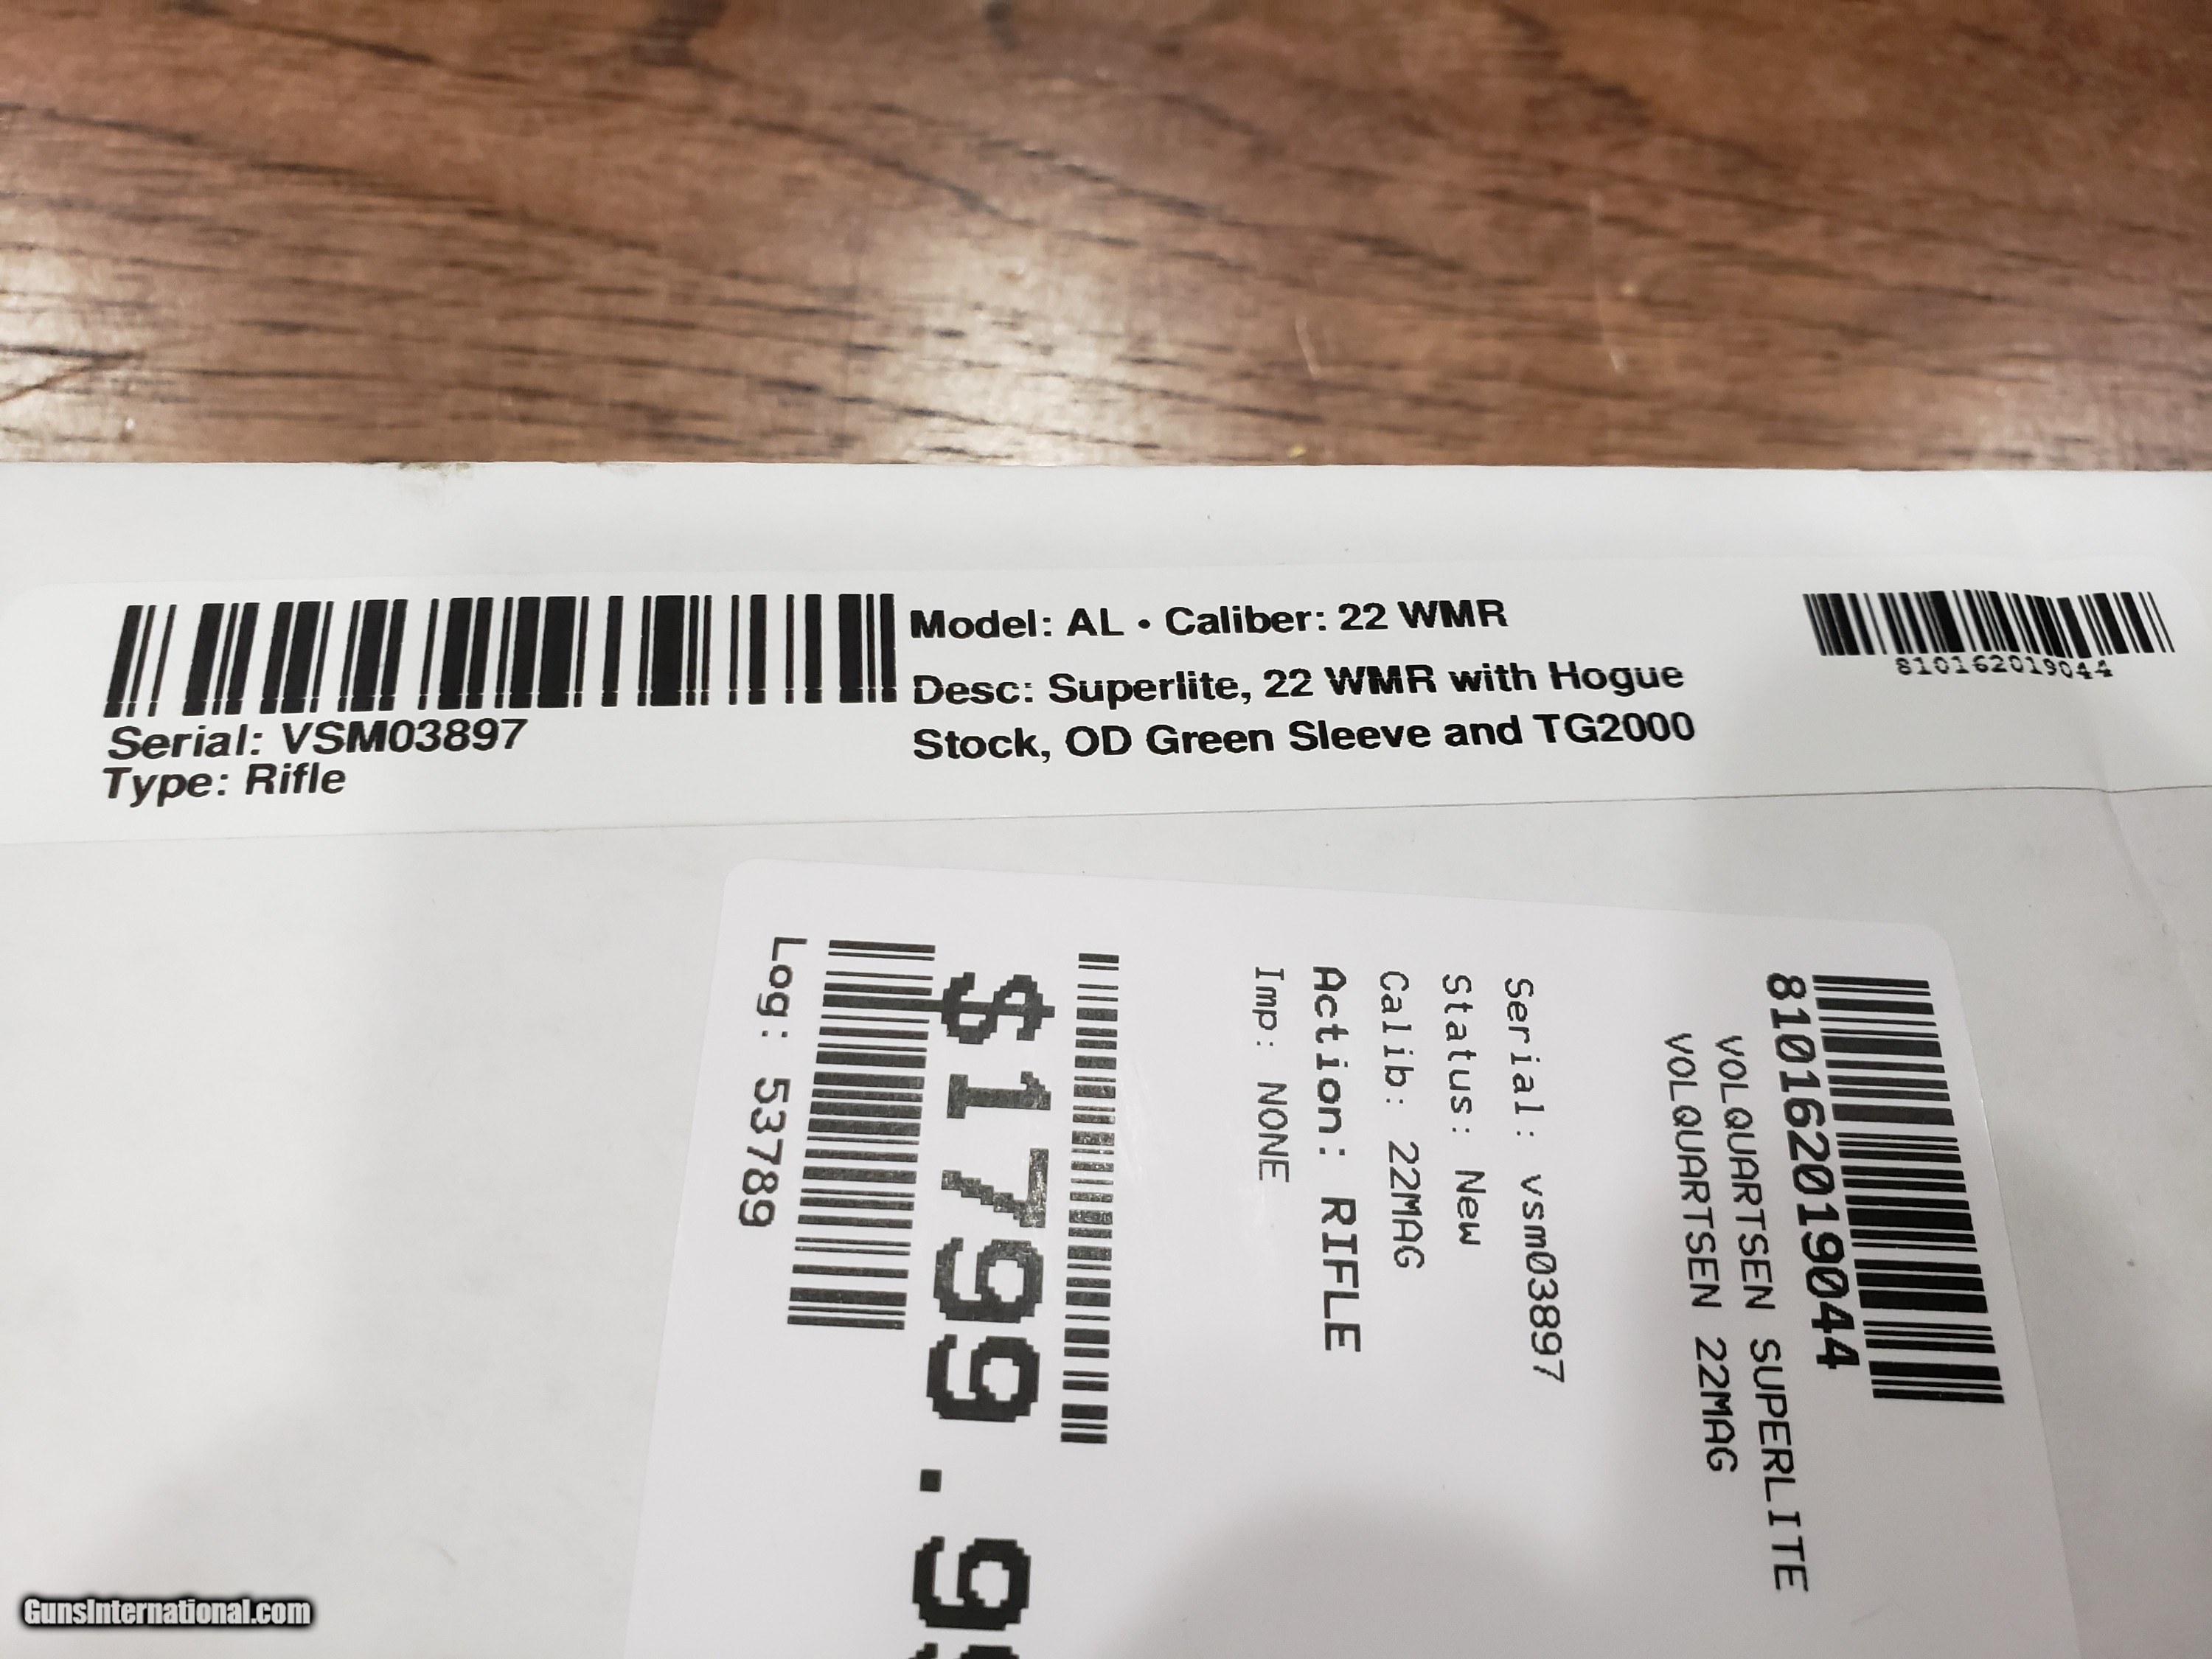 Model: AL • Caliber: 22 WMR
Desc: Superlite, 22 WMR with Hogue
Stock, OD Green Sleeve and TG2000
810162019044
Serial: VSM03897
Type: Rifle
810162019044
VOLQUARTSEN SUPERLITE
VOLQUARTSEN 22MAG
Serial: vsm03897
Status: New
Calib: 22MAG
Action: RIFLE
Imp: NONE
$1799.99
Log: 53789
GunsInternational.com